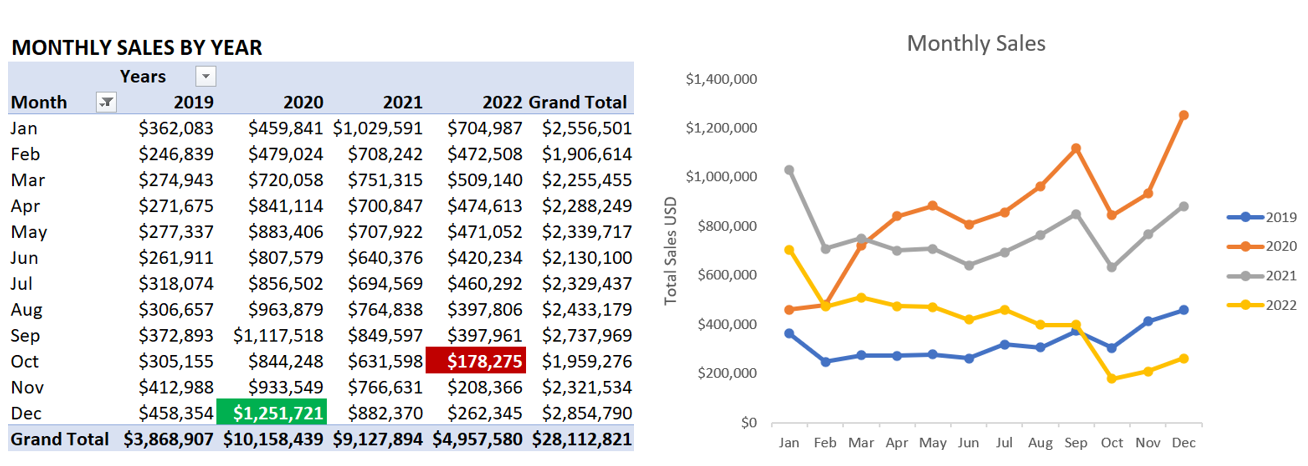 MONTHLY SALES BY YEAR
Years
Month 2019 2020 2021 2022 Grand Total
Jan $362,083 $459,841 $1,029,591 $704,987 $2,556,501
Feb $246,839 $479,024 $708,242 $472,508 $1,906,614
Mar $274,943 $720,058 $751,315 $509,140 $2,255,455
Apr $271,675 $841,114 $700,847 $474,613 $2,288,249
May $277,337 $883,406 $707,922 $471,052 $2,339,717
Jun $261,911 $807,579 $640,376 $420,234 $2,130,100
Jul $318,074 $856,502 $694,569 $460,292 $2,329,437
Aug $306,657 $963,879 $764,838 $397,806 $2,433,179
Sep $372,893 $1,117,518 $849,597 $397,961 $2,737,969
Oct $305,155 $844,248 $631,598 $178,275 $1,959,276
Nov $412,988 $933,549 $766,631 $208,366 $2,321,534
Dec $458,354 $1,251,721 $882,370 $262,345 $2,854,790
Grand Total $3,868,907 $10,158,439 $9,127,894 $4,957,580 $28,112,821
Monthly Sales
Total Sales USD
$1,400,000
$1,200,000
$1,000,000
$800,000
$600,000
$400,000
$200,000
$0
Jan Feb Mar Apr May Jun Jul Aug Sep Oct Nov Dec
2019
2020
2021
2022